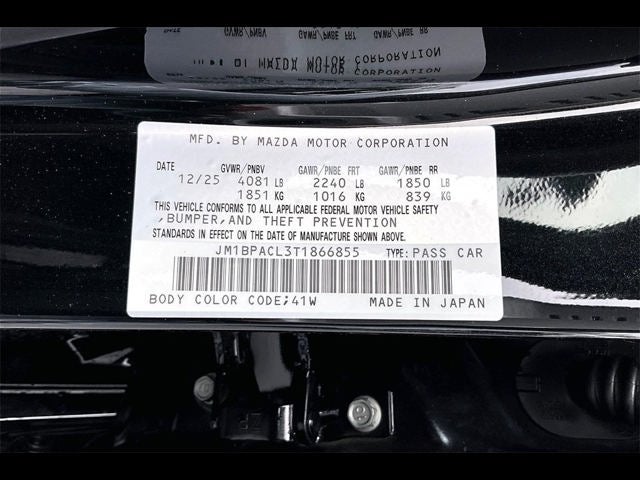 MFD. BY MAZDA MOTOR CORPORATION
DATE GVWR/PNBV GAWR/PNBE FRT GAWR/PNBE RR
12/25 4081 LB 2240 LB 1850 LB
1851 KG 1016 KG 839 KG
THIS VEHICLE CONFORMS TO ALL APPLICABLE FEDERAL MOTOR VEHICLE SAFETY
,BUMPER,AND THEFT PREVENTION
STANDARDS IN EFFECT ON THE DATE OF MANUFACTURE SHOWN ABOVE.
JM1BPACL3T1866855 TYPE: PASS CAR
BODY COLOR CODE;41W MADE IN JAPAN